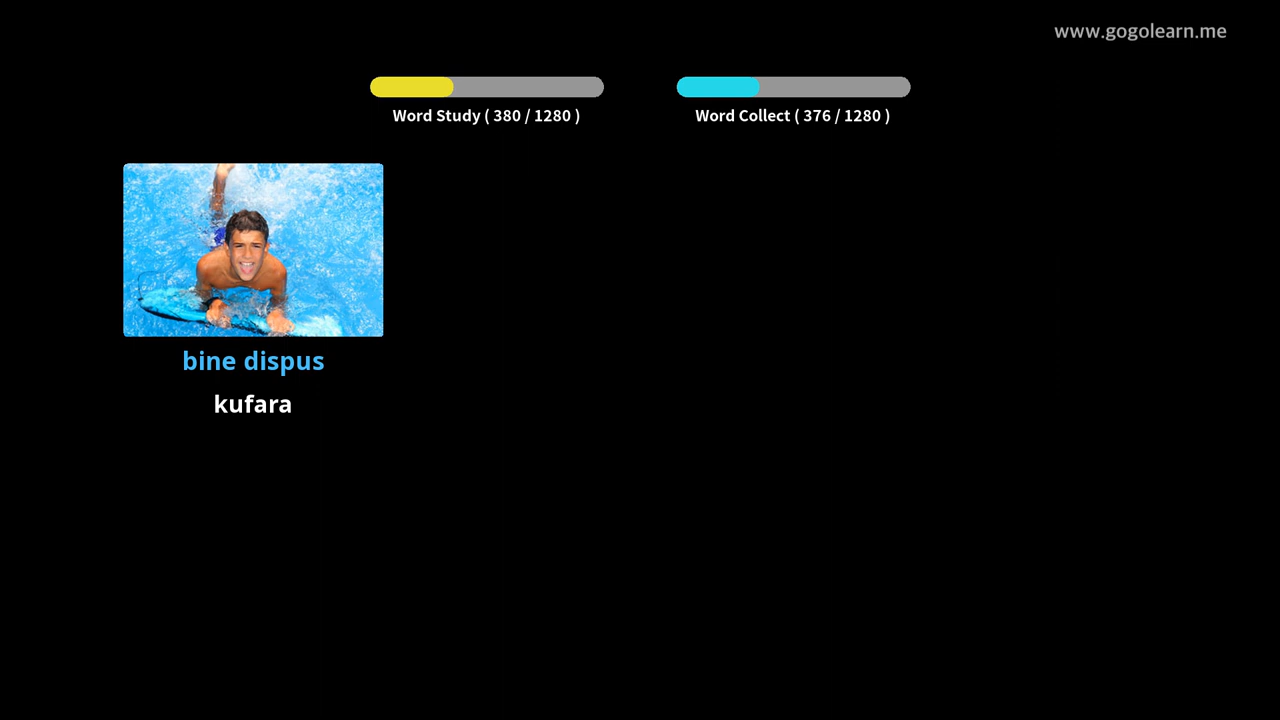 www.gogolearn.me
Word Study ( 380 / 1280 )
Word Collect ( 376 / 1280 )
bine dispus
kufara